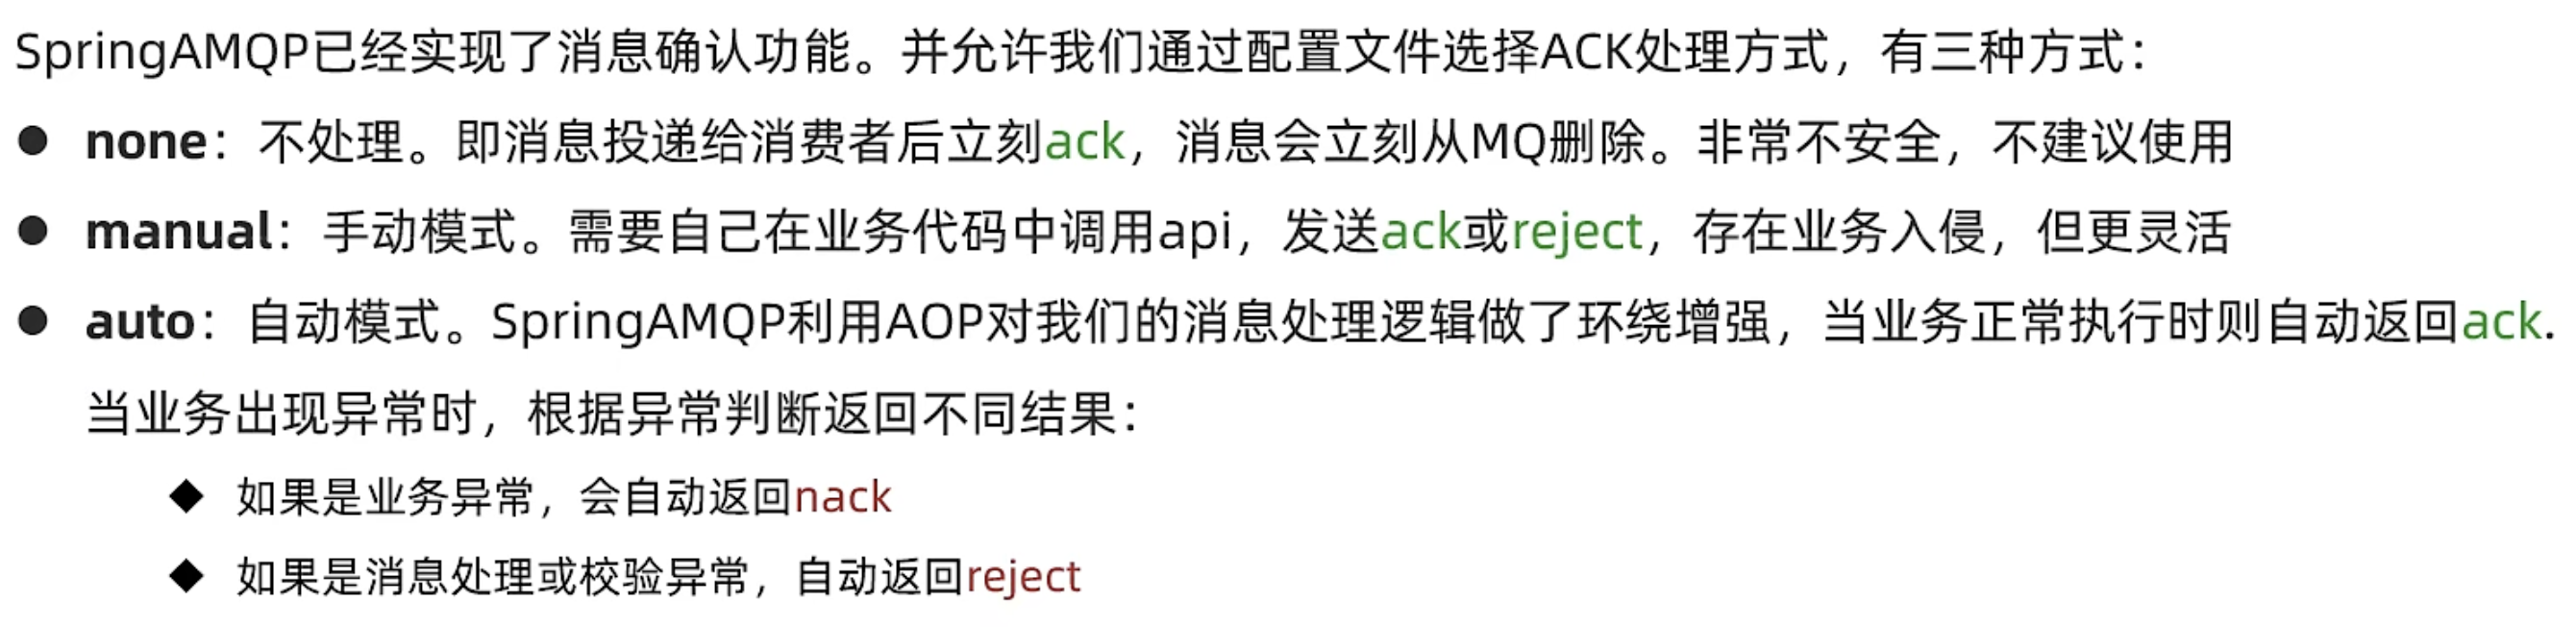 SpringAMQP已经实现了消息确认功能。并允许我们通过配置文件选择ACK处理方式，有三种方式：
● none：不处理。即消息投递给消费者后立刻ack，消息会立刻从MQ删除。非常不安全，不建议使用
● manual：手动模式。需要自己在业务代码中调用api，发送ack或reject，存在业务入侵，但更灵活
● auto：自动模式。SpringAMQP利用AOP对我们的消息处理逻辑做了环绕增强，当业务正常执行时则自动返回ack.
当业务出现异常时，根据异常判断返回不同结果：
◆ 如果是业务异常，会自动返回nack
◆ 如果是消息处理或校验异常，自动返回reject